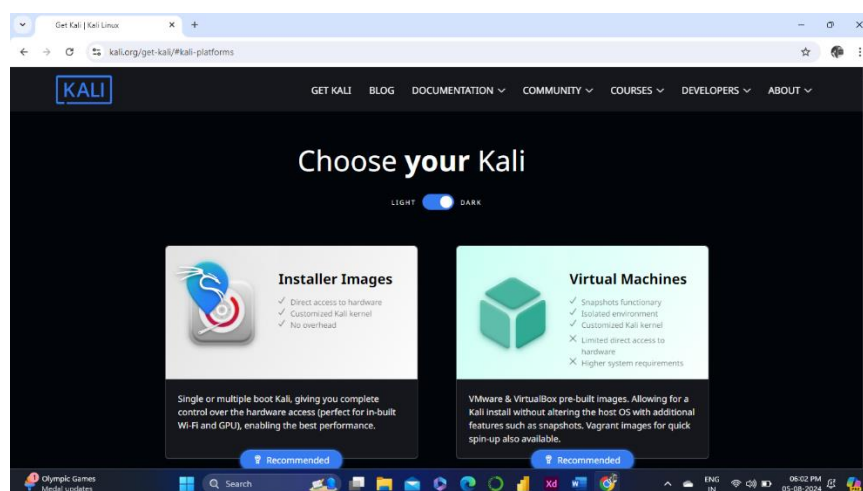 Get Kali | Kali Linux
kali.org/get-kali/#kali-platforms
KALI
GET KALI BLOG DOCUMENTATION COMMUNITY COURSES DEVELOPERS ABOUT
Choose your Kali
LIGHT DARK
Installer Images
Direct access to hardware
Customized Kali kernel
No overhead
Single or multiple boot Kali, giving you complete
control over the hardware access (perfect for in-built
Wi-Fi and GPU), enabling the best performance.
Recommended
Virtual Machines
Snapshots functionary
Isolated environment
Customized Kali kernel
Limited direct access to
hardware
Higher system requirements
VMware & VirtualBox pre-built images. Allowing for a
Kali install without altering the host OS with additional
features such as snapshots. Vagrant images for quick
spin-up also available.
Recommended
1
Olympic Games
Medal updates
Search
Xd
ENG
IN
06:02 PM
05-08-2024